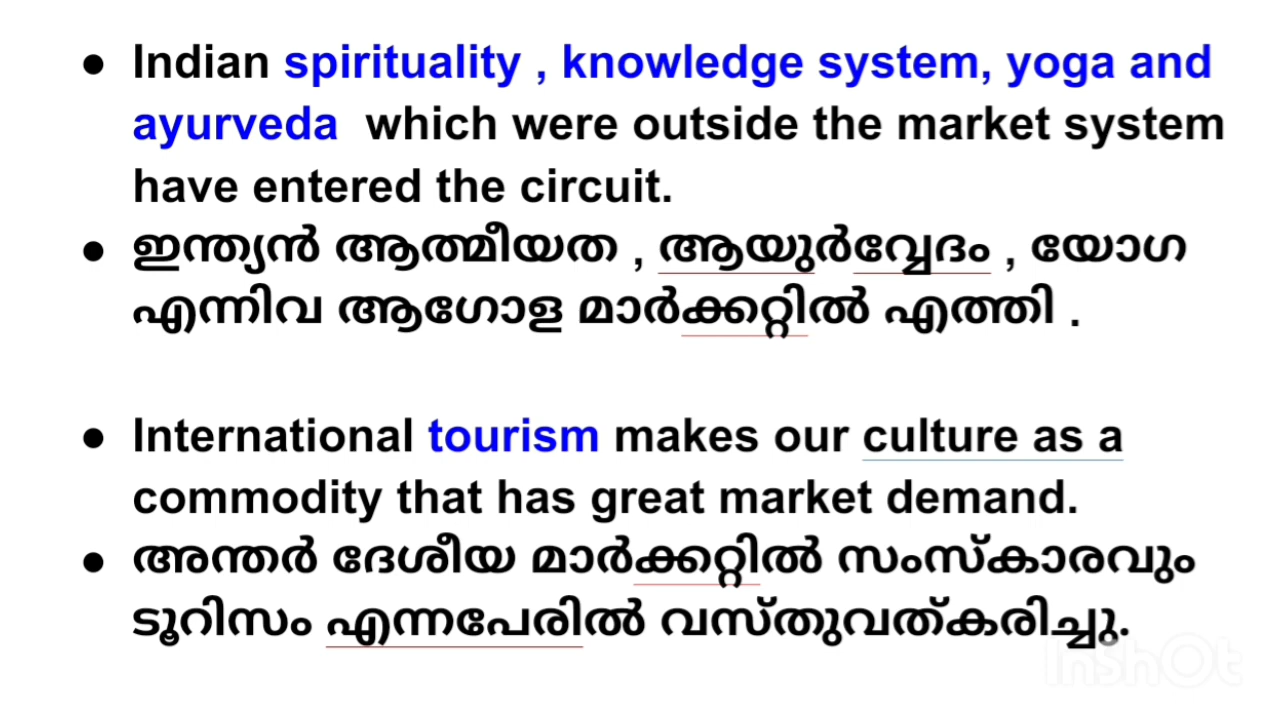 ● Indian spirituality , knowledge system, yoga and
ayurveda which were outside the market system
have entered the circuit.
● ഇന്ത്യൻ ആത്മീയത , ആയുർവ്വേദം , യോഗ
എന്നിവ ആഗോള മാർക്കറ്റിൽ എത്തി .
● International tourism makes our culture as a
commodity that has great market demand.
● അന്തർ ദേശീയ മാർക്കറ്റിൽ സംസ്കാരവും
ടൂറിസം എന്നപേരിൽ വസ്തുവത്കരിച്ചു.
InShOt